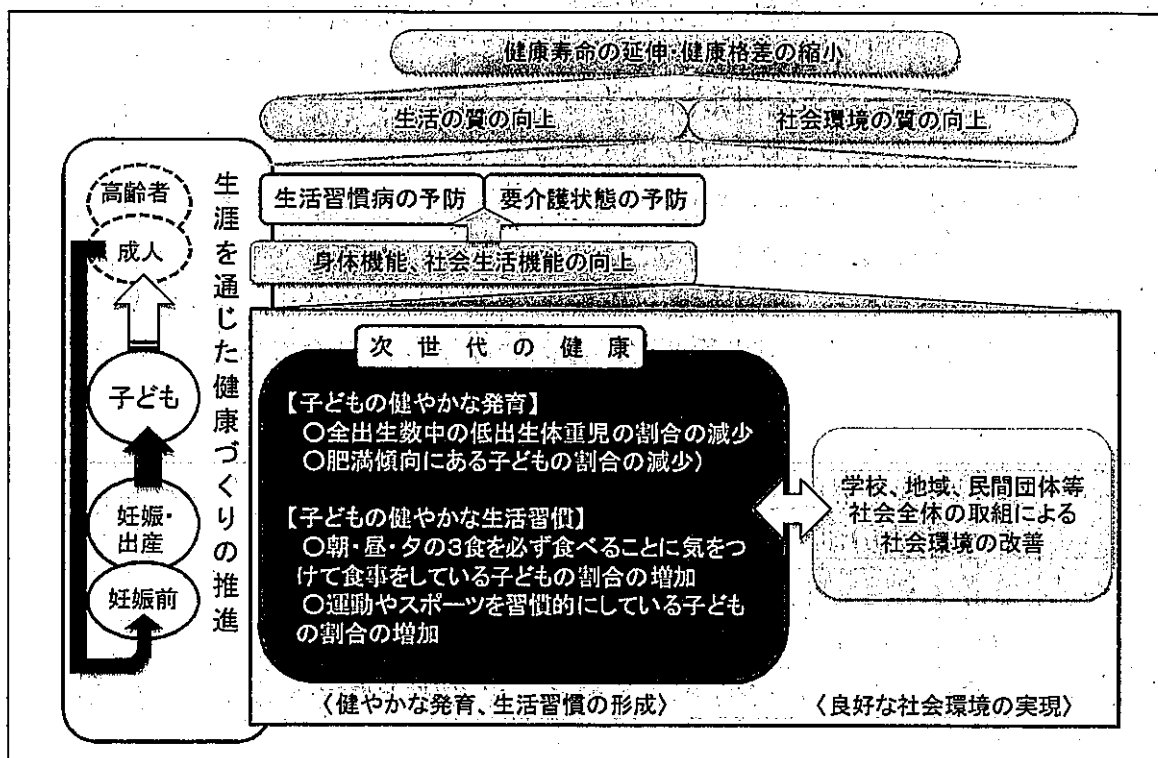 健康寿命の延伸・健康格差の縮小
生活の質の向上
社会環境の質の向上
生活習慣病の予防
要介護状態の予防
身体機能、社会生活機能の向上
高齢者
成人
子ども
妊娠・
出産
妊娠前
生涯を通じた健康づくりの推進
次世代の健康
【子どもの健やかな発育】
○全出生数中の低出生体重児の割合の減少
○肥満傾向にある子どもの割合の減少)
【子どもの健やかな生活習慣】
○朝・昼・夕の3食を必ず食べることに気をつ
けて食事をしている子どもの割合の増加
○運動やスポーツを習慣的にしている子ども
の割合の増加
学校、地域、民間団体等
社会全体の取組による
社会環境の改善
〈健やかな発育、生活習慣の形成〉
〈良好な社会環境の実現〉